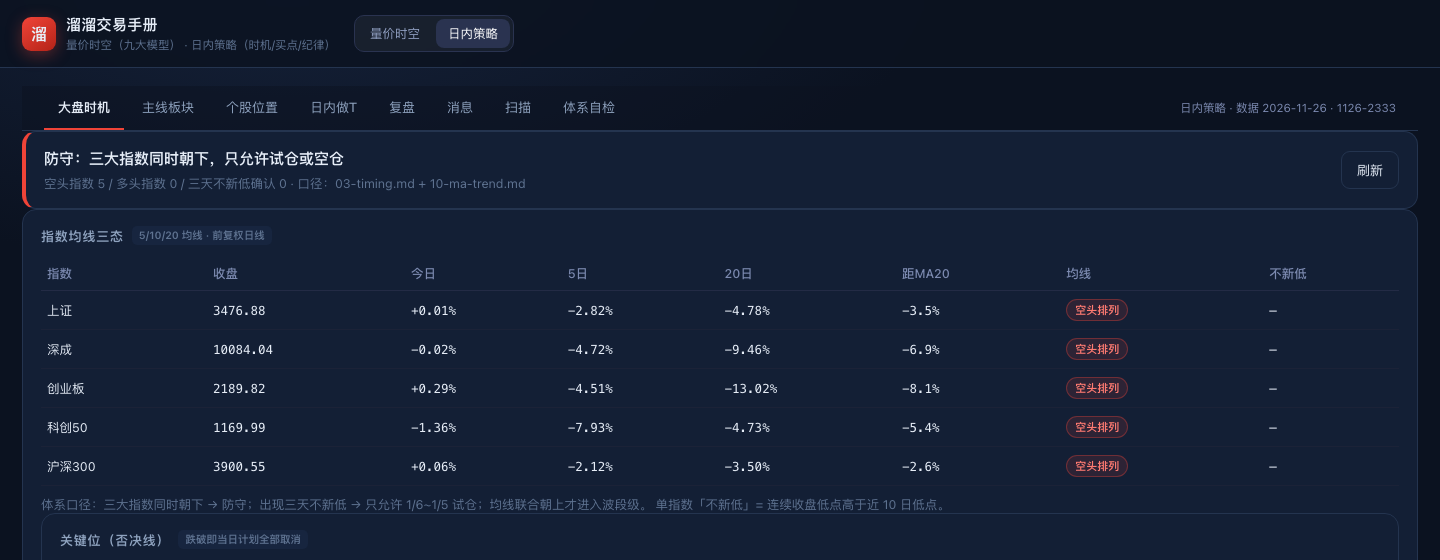 溜
溜溜交易手册
量价时空（九大模型） · 日内策略（时机/买点/纪律）
量价时空 日内策略
大盘时机 主线板块 个股位置 日内做T 复盘 消息 扫描 体系自检
日内策略 · 数据 2026-11-26 · 1126-2333
防守：三大指数同时朝下，只允许试仓或空仓
空头指数 5 / 多头指数 0 / 三天不新低确认 0 · 口径：03-timing.md + 10-ma-trend.md
刷新
指数均线三态 5/10/20 均线 · 前复权日线
指数 收盘 今日 5日 20日 距MA20 均线 不新低
上证 3476.88 +0.01% −2.82% −4.78% −3.5% 空头排列 —
深成 10084.04 −0.02% −4.72% −9.46% −6.9% 空头排列 —
创业板 2189.82 +0.29% −4.51% −13.02% −8.1% 空头排列 —
科创50 1169.99 −1.36% −7.93% −4.73% −5.4% 空头排列 —
沪深300 3900.55 +0.06% −2.12% −3.50% −2.6% 空头排列 —
体系口径：三大指数同时朝下 → 防守；出现三天不新低 → 只允许 1/6~1/5 试仓；均线联合朝上才进入波段级。 单指数「不新低」= 连续收盘低点高于近 10 日低点。
关键位（否决线） 跌破即当日计划全部取消